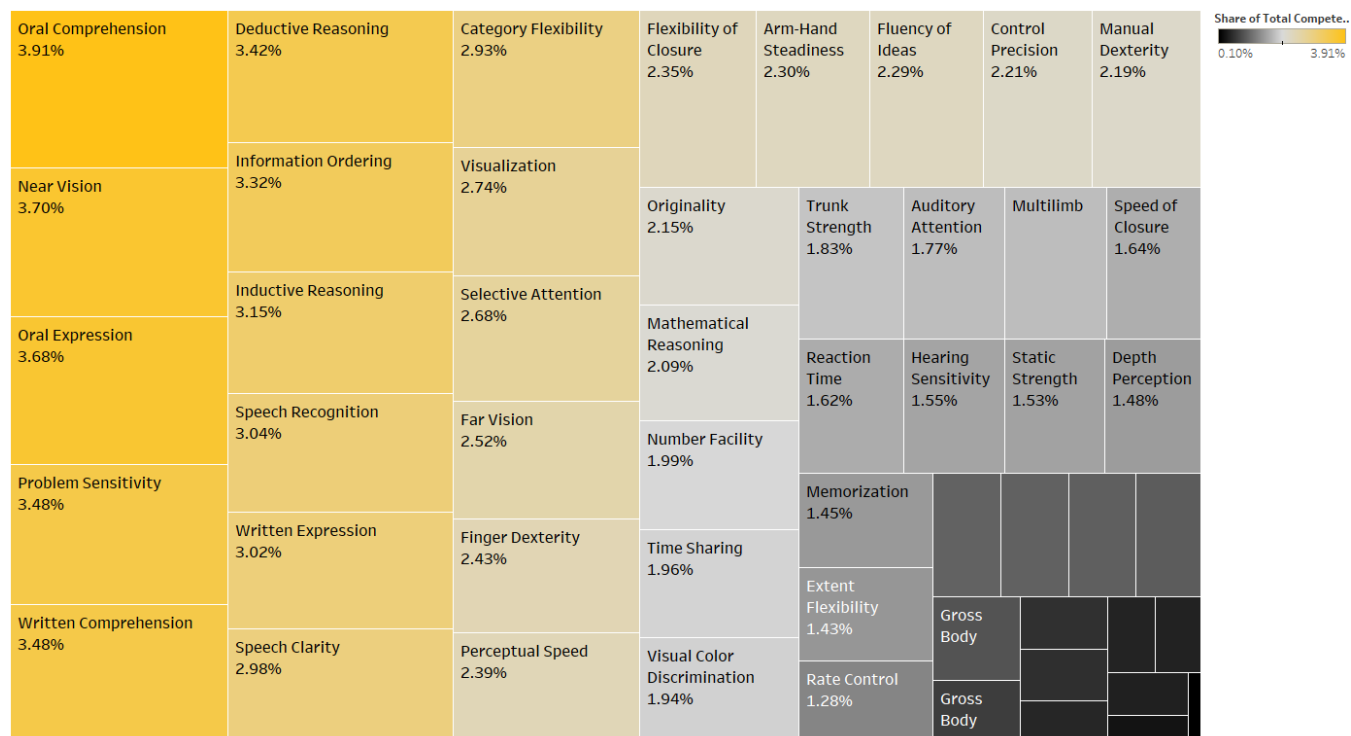 Oral Comprehension
3.91%
Near Vision
3.70%
Oral Expression
3.68%
Problem Sensitivity
3.48%
Written Comprehension
3.48%
Deductive Reasoning
3.42%
Information Ordering
3.32%
Inductive Reasoning
3.15%
Speech Recognition
3.04%
Written Expression
3.02%
Speech Clarity
2.98%
Category Flexibility
2.93%
Visualization
2.74%
Selective Attention
2.68%
Far Vision
2.52%
Finger Dexterity
2.43%
Perceptual Speed
2.39%
Flexibility of
Closure
2.35%
Arm-Hand
Steadiness
2.30%
Fluency of
Ideas
2.29%
Control
Precision
2.21%
Manual
Dexterity
2.19%
Originality
2.15%
Mathematical
Reasoning
2.09%
Number Facility
1.99%
Time Sharing
1.96%
Visual Color
Discrimination
1.94%
Trunk
Strength
1.83%
Auditory
Attention
1.77%
Multilimb
Speed of
Closure
1.64%
Reaction
Time
1.62%
Hearing
Sensitivity
1.55%
Static
Strength
1.53%
Depth
Perception
1.48%
Memorization
1.45%
Extent
Flexibility
1.43%
Rate Control
1.28%
Gross
Body
Gross
Body
Share of Total Compete..
0.10%
3.91%